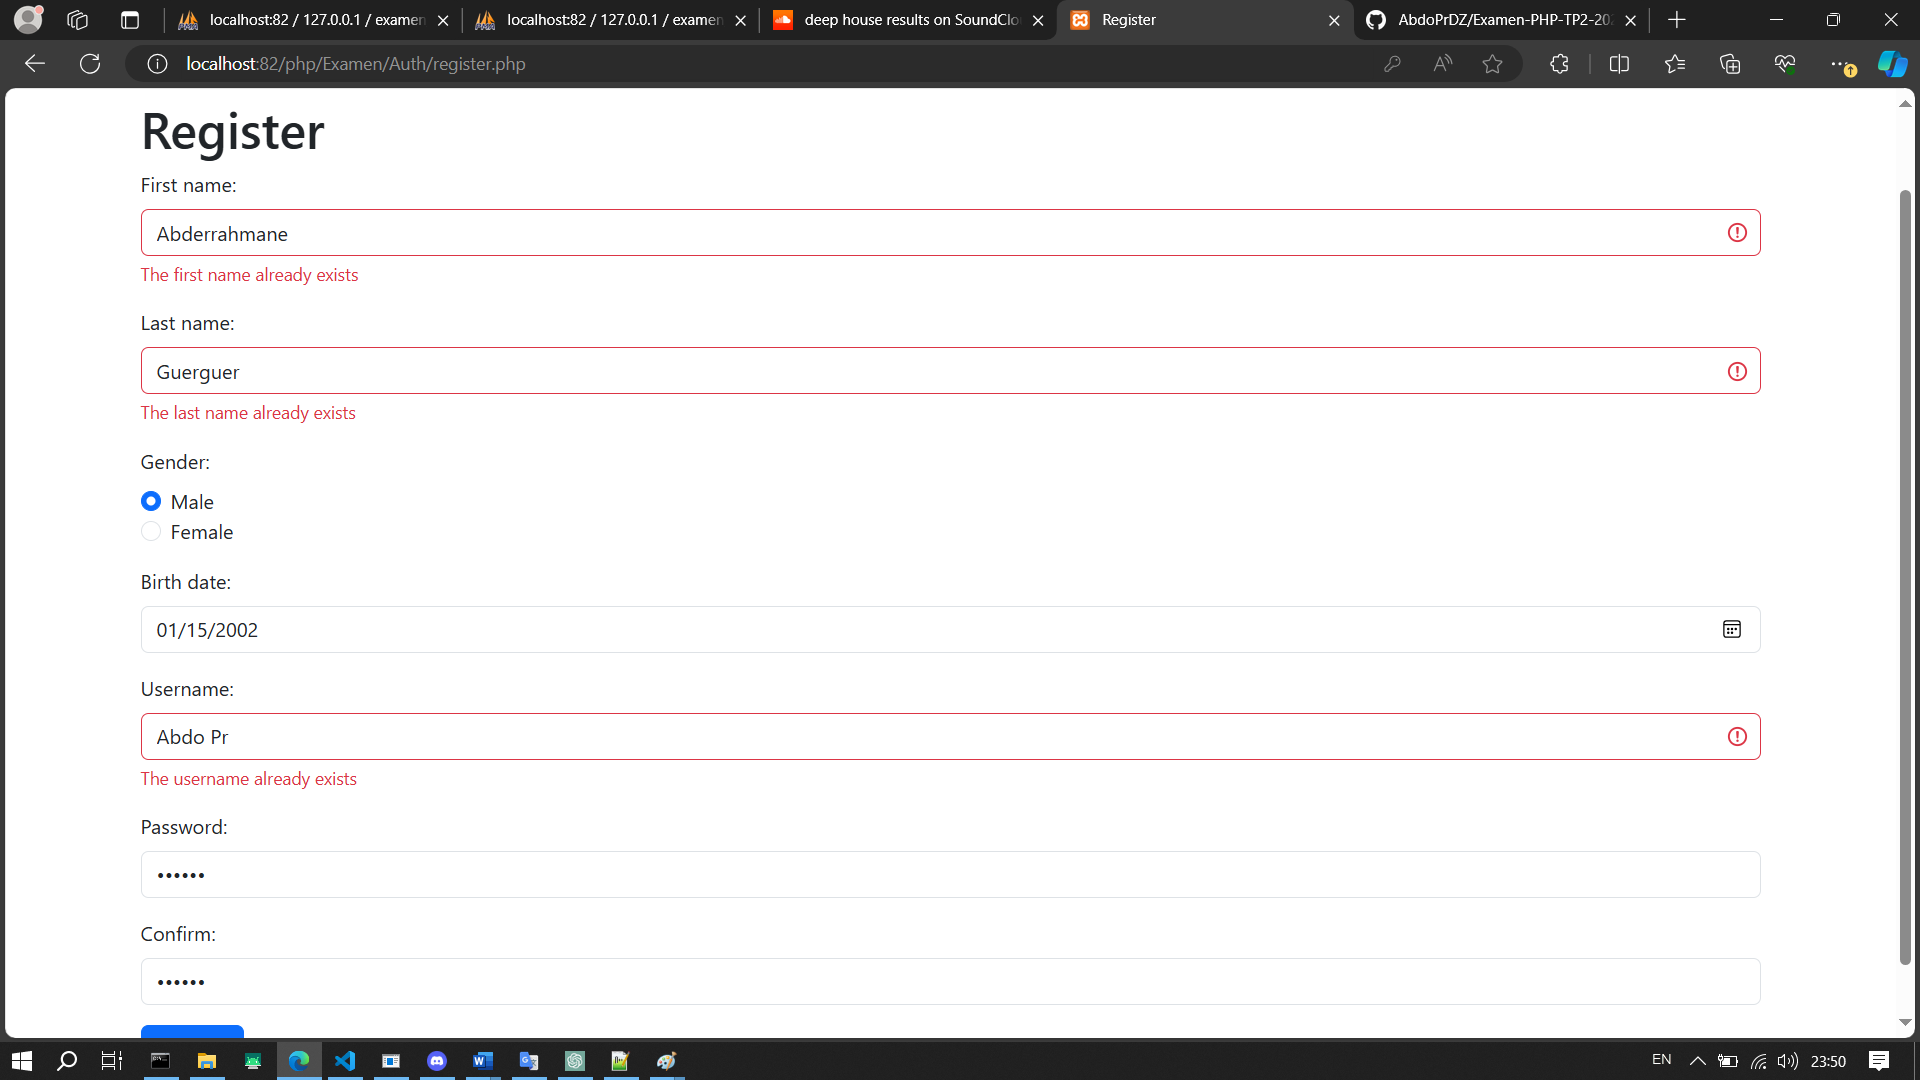 localhost:82 / 127.0.0.1 / examen
localhost:82 / 127.0.0.1 / examen
deep house results on SoundClo
Register
AbdoPrDZ/Examen-PHP-TP2-202
localhost:82/php/Examen/Auth/register.php
Register
First name:
Abderrahmane
The first name already exists
Last name:
Guerguer
The last name already exists
Gender:
Male
Female
Birth date:
01/15/2002
Username:
Abdo Pr
The username already exists
Password:
••••••
Confirm:
••••••
EN
23:50